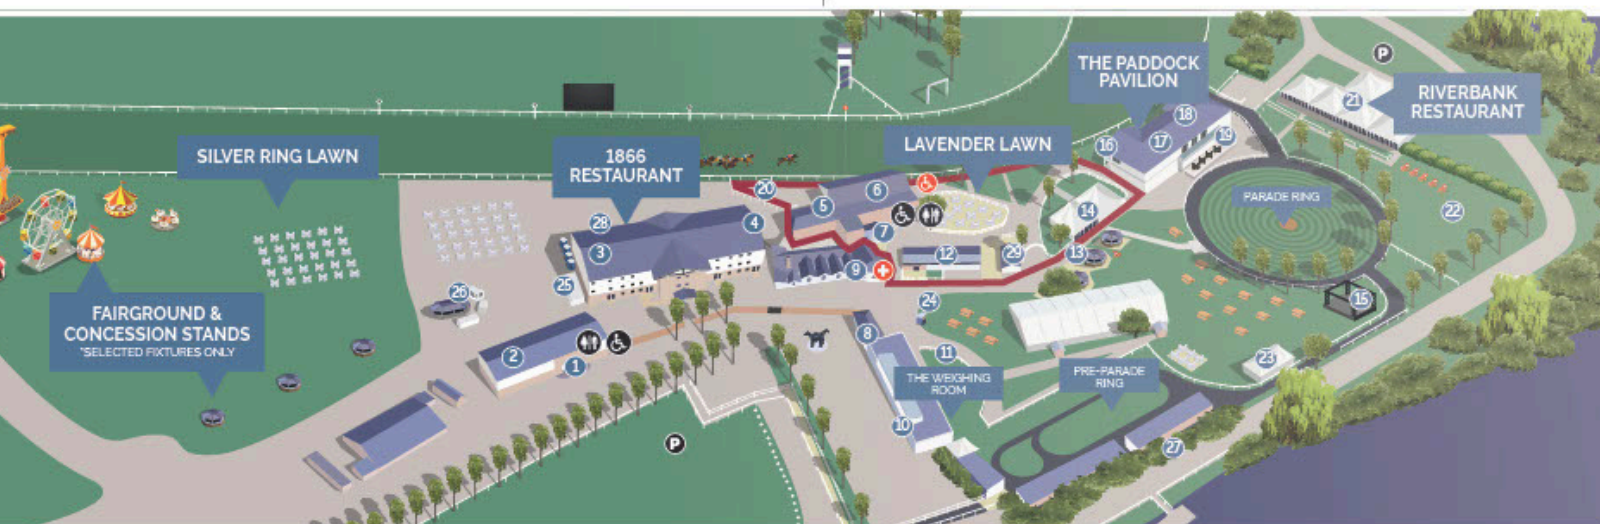 THE PADDOCK
PAVILION
P
RIVERBANK
RESTAURANT
21
18
17
19
16
SILVER RING LAWN
1866
RESTAURANT
LAVENDER LAWN
20
6
5
7
4
28
3
14
PARADE RING
22
12
29
13
9
25
26
24
15
FAIRGROUND &
CONCESSION STANDS
*SELECTED FIXTURES ONLY
2
1
8
11
THE WEIGHING
ROOM
PRE-PARADE
RING
23
10
P
27